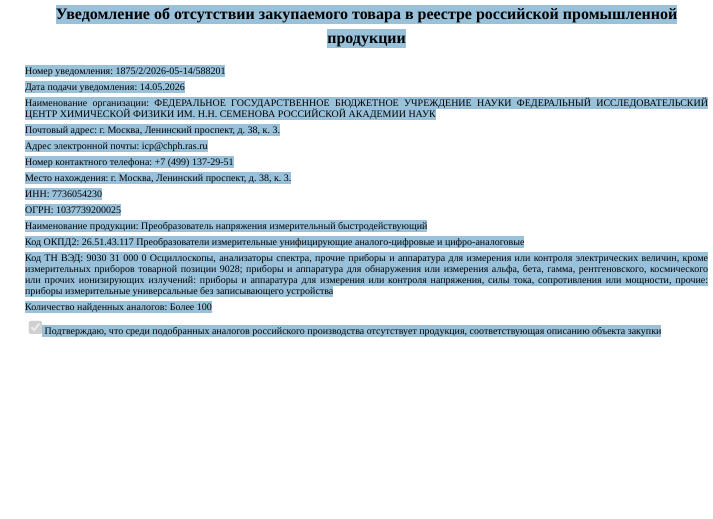 Уведомление об отсутствии закупаемого товара в реестре российской промышленной
продукции
Номер уведомления: 1875/2/2026-05-14/588201
Дата подачи уведомления: 14.05.2026
Наименование организации: ФЕДЕРАЛЬНОЕ ГОСУДАРСТВЕННОЕ БЮДЖЕТНОЕ УЧРЕЖДЕНИЕ НАУКИ ФЕДЕРАЛЬНЫЙ ИССЛЕДОВАТЕЛЬСКИЙ
ЦЕНТР ХИМИЧЕСКОЙ ФИЗИКИ ИМ. Н.Н. СЕМЕНОВА РОССИЙСКОЙ АКАДЕМИИ НАУК
Почтовый адрес: г. Москва, Ленинский проспект, д. 38, к. 3.
Адрес электронной почты: icp@chph.ras.ru
Номер контактного телефона: +7 (499) 137-29-51
Место нахождения: г. Москва, Ленинский проспект, д. 38, к. 3.
ИНН: 7736054230
ОГРН: 1037739200025
Наименование продукции: Преобразователь напряжения измерительный быстродействующий
Код ОКПД2: 26.51.43.117 Преобразователи измерительные унифицирующие аналого-цифровые и цифро-аналоговые
Код ТН ВЭД: 9030 31 000 0 Осциллоскопы, анализаторы спектра, прочие приборы и аппаратура для измерения или контроля электрических величин, кроме
измерительных приборов товарной позиции 9028; приборы и аппаратура для обнаружения или измерения альфа, бета, гамма, рентгеновского, космического
или прочих ионизирующих излучений: приборы и аппаратура для измерения или контроля напряжения, силы тока, сопротивления или мощности, прочие:
приборы измерительные универсальные без записывающего устройства
Количество найденных аналогов: Более 100
Подтверждаю, что среди подобранных аналогов российского производства отсутствует продукция, соответствующая описанию объекта закупки